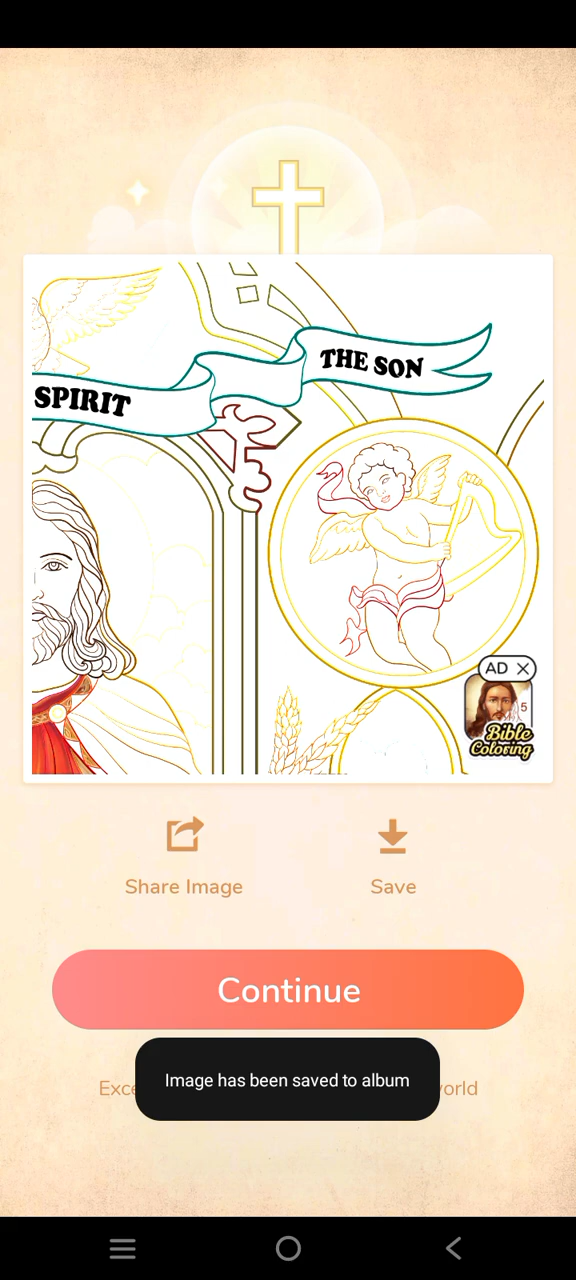 THE SON
SPIRIT
AD
5
Bible
Coloring
Share Image
Save
Continue
Image has been saved to album